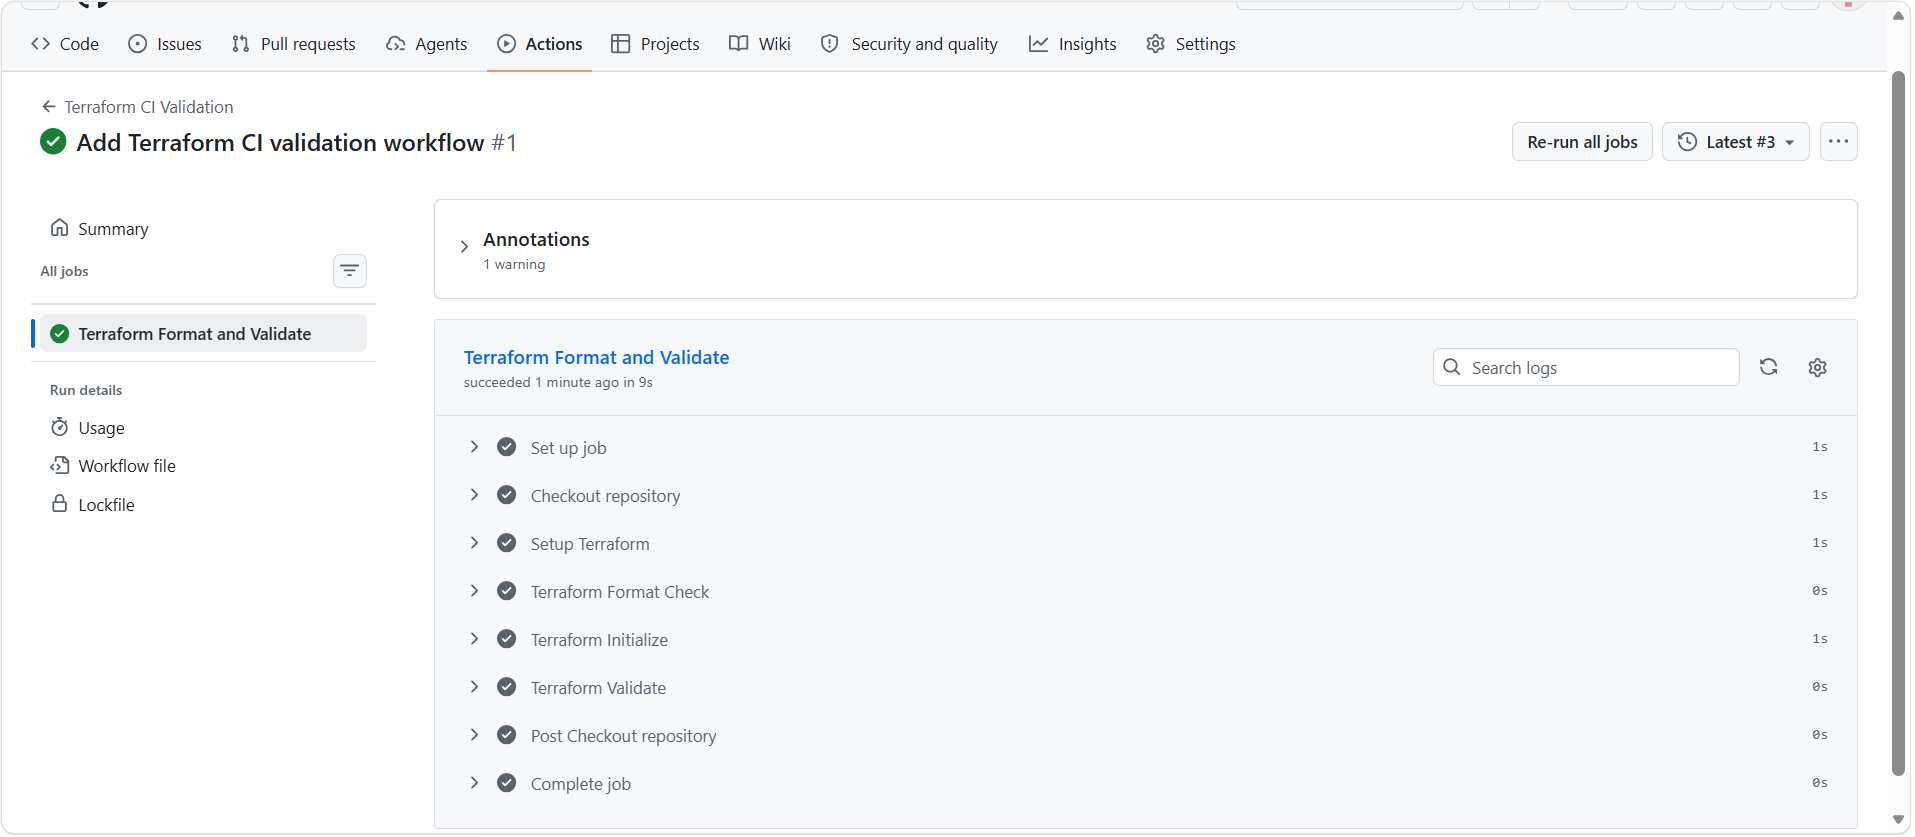 Code Issues Pull requests Agents Actions Projects Wiki Security and quality Insights Settings
Terraform CI Validation
Add Terraform CI validation workflow #1
Re-run all jobs Latest #3
Summary
All jobs
Terraform Format and Validate
Run details
Usage
Workflow file
Lockfile
Annotations
1 warning
Terraform Format and Validate
succeeded 1 minute ago in 9s
Search logs
Set up job 1s
Checkout repository 1s
Setup Terraform 1s
Terraform Format Check 0s
Terraform Initialize 1s
Terraform Validate 0s
Post Checkout repository 0s
Complete job 0s